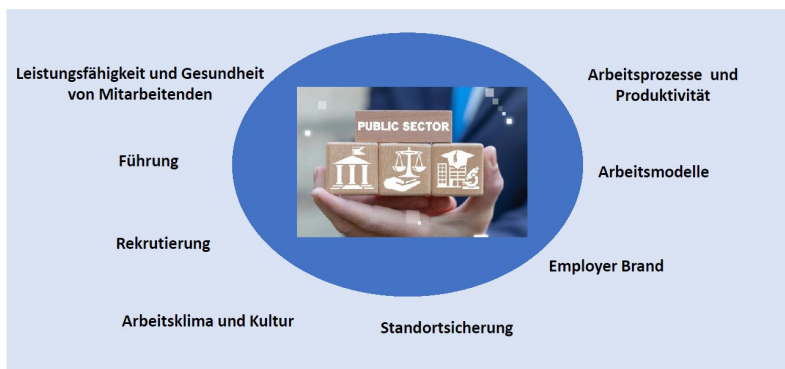 Leistungsfähigkeit und Gesundheit
von Mitarbeitenden
Führung
Rekrutierung
Arbeitsklima und Kultur
PUBLIC SECTOR
Standortsicherung
Arbeitsprozesse und
Produktivität
Arbeitsmodelle
Employer Brand